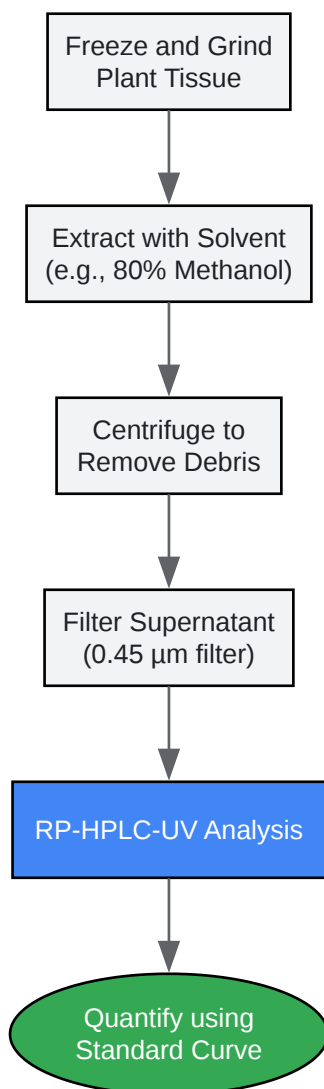 Freeze and Grind
Plant Tissue
Extract with Solvent
(e.g., 80% Methanol)
Centrifuge to
Remove Debris
Filter Supernatant
(0.45 µm filter)
RP-HPLC-UV Analysis
Quantify using
Standard Curve